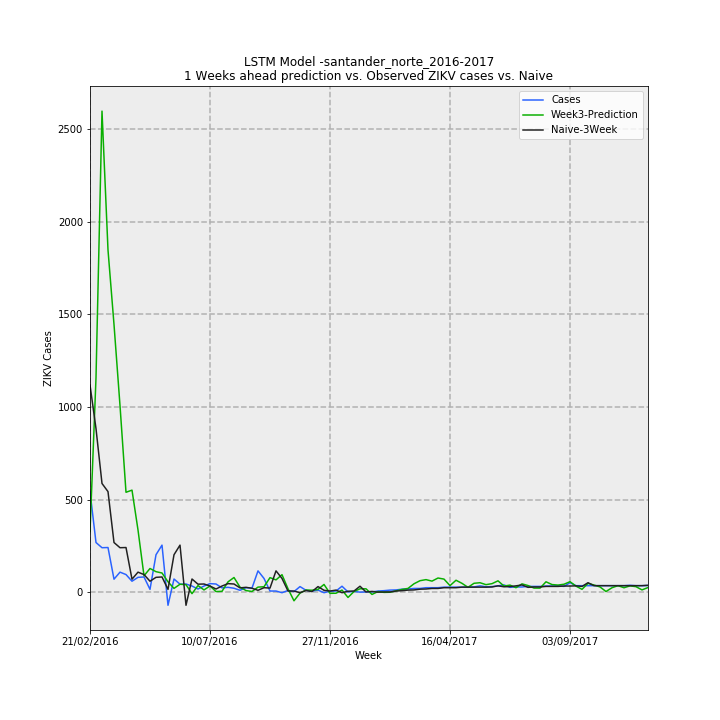 LSTM Model -santander_norte_2016-2017
1 Weeks ahead prediction vs. Observed ZIKV cases vs. Naive
Cases
Week3-Prediction
Naive-3Week
ZIKV Cases
2500
2000
1500
1000
500
0
21/02/2016
10/07/2016
27/11/2016
16/04/2017
03/09/2017
Week